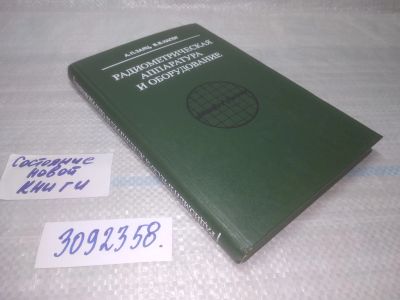 РАДИОМЕТРИЧЕСКАЯ
АППАРАТУРА
И ОБОРУДОВАНИЕ
Состояние
новой
книги
3092358.